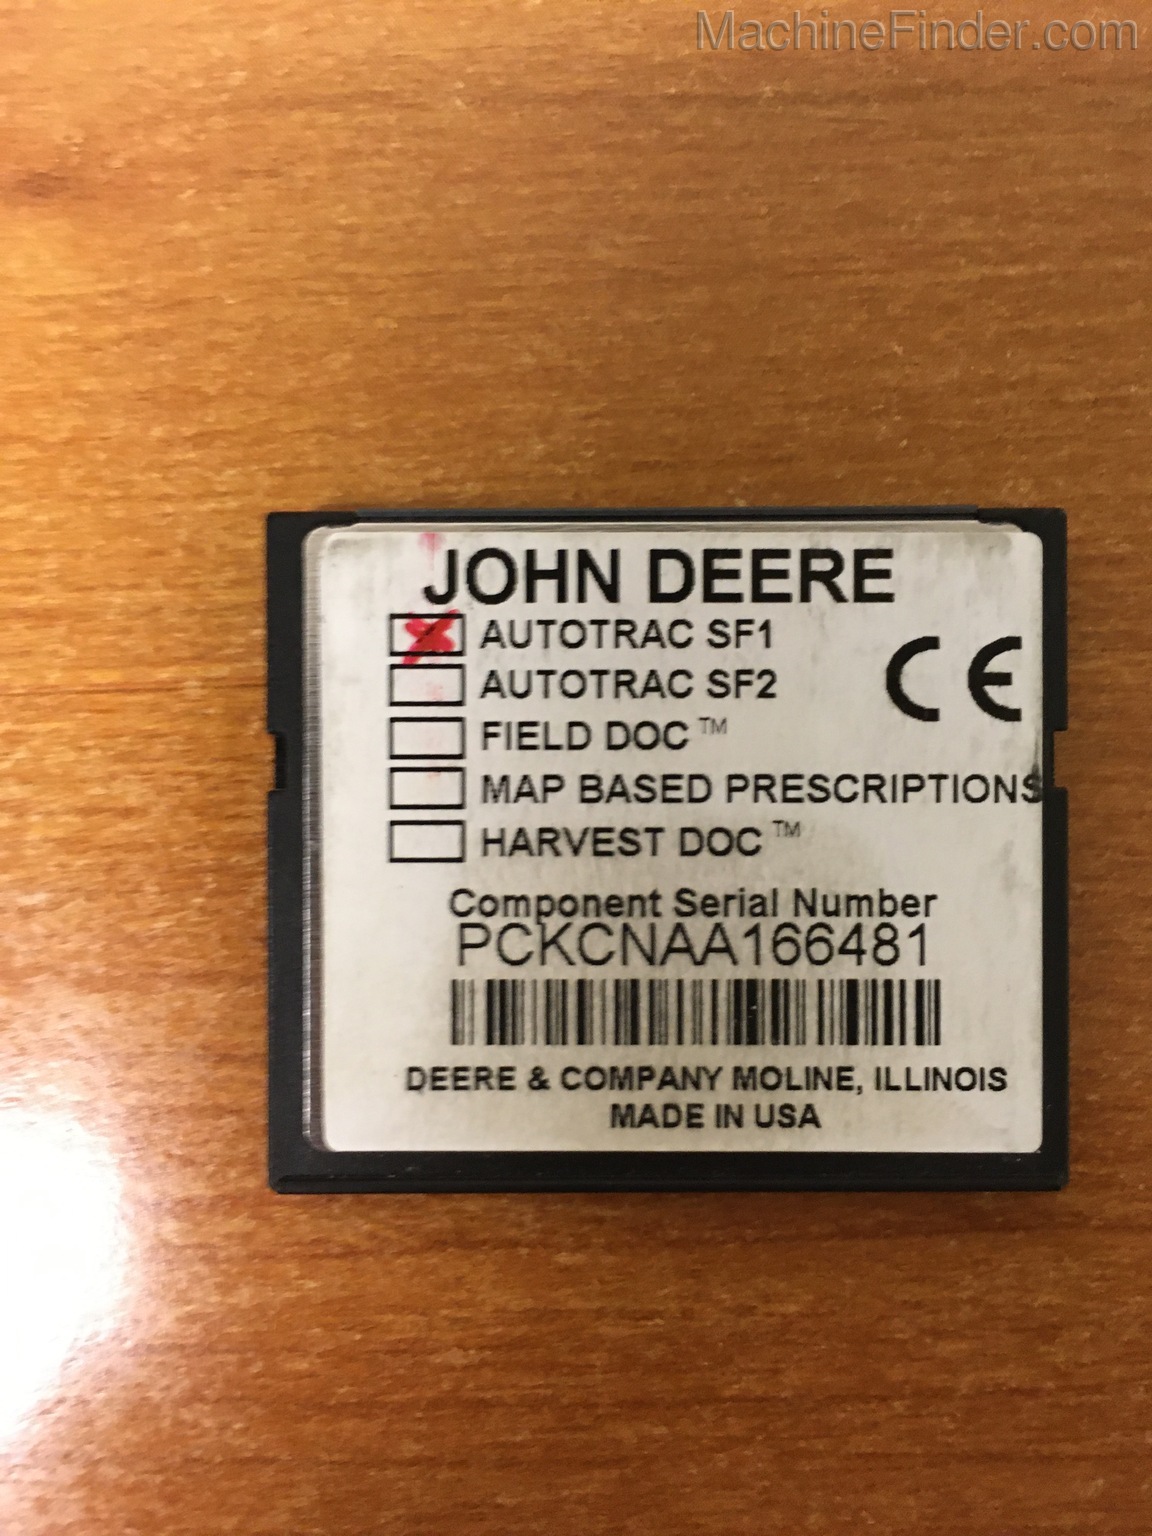 MachineFinder.com
JOHN DEERE
AUTOTRAC SF1
AUTOTRAC SF2
FIELD DOC™
MAP BASED PRESCRIPTIONS
HARVEST DOC™
CE
Component Serial Number
PCKCNAA166481
DEERE & COMPANY MOLINE, ILLINOIS
MADE IN USA